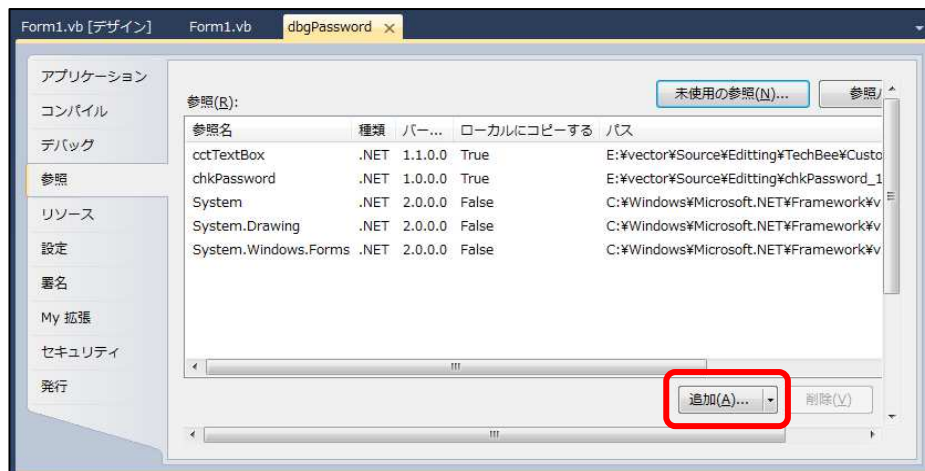 Form1.vb [デザイン] Form1.vb dbgPassword ×
アプリケーション
コンパイル
デバッグ
参照
リソース
設定
署名
My 拡張
セキュリティ
発行
未使用の参照(N)... 参照パ
参照(R):
参照名 種類 バー... ローカルにコピーする パス
cctTextBox .NET 1.1.0.0 True E:¥vector¥Source¥Editting¥TechBee¥Custo
chkPassword .NET 1.0.0.0 True E:¥vector¥Source¥Editting¥chkPassword_1
System .NET 2.0.0.0 False C:¥Windows¥Microsoft.NET¥Framework¥v
System.Drawing .NET 2.0.0.0 False C:¥Windows¥Microsoft.NET¥Framework¥v
System.Windows.Forms .NET 2.0.0.0 False C:¥Windows¥Microsoft.NET¥Framework¥v
追加(A)... 削除(V)